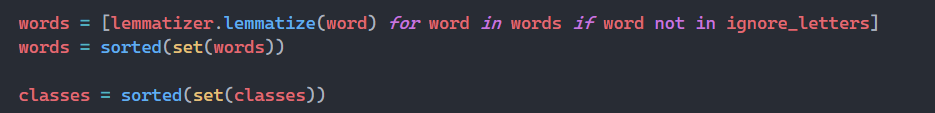 words = [lemmatizer.lemmatize(word) for word in words if word not in ignore_letters]
words = sorted(set(words))
classes = sorted(set(classes))